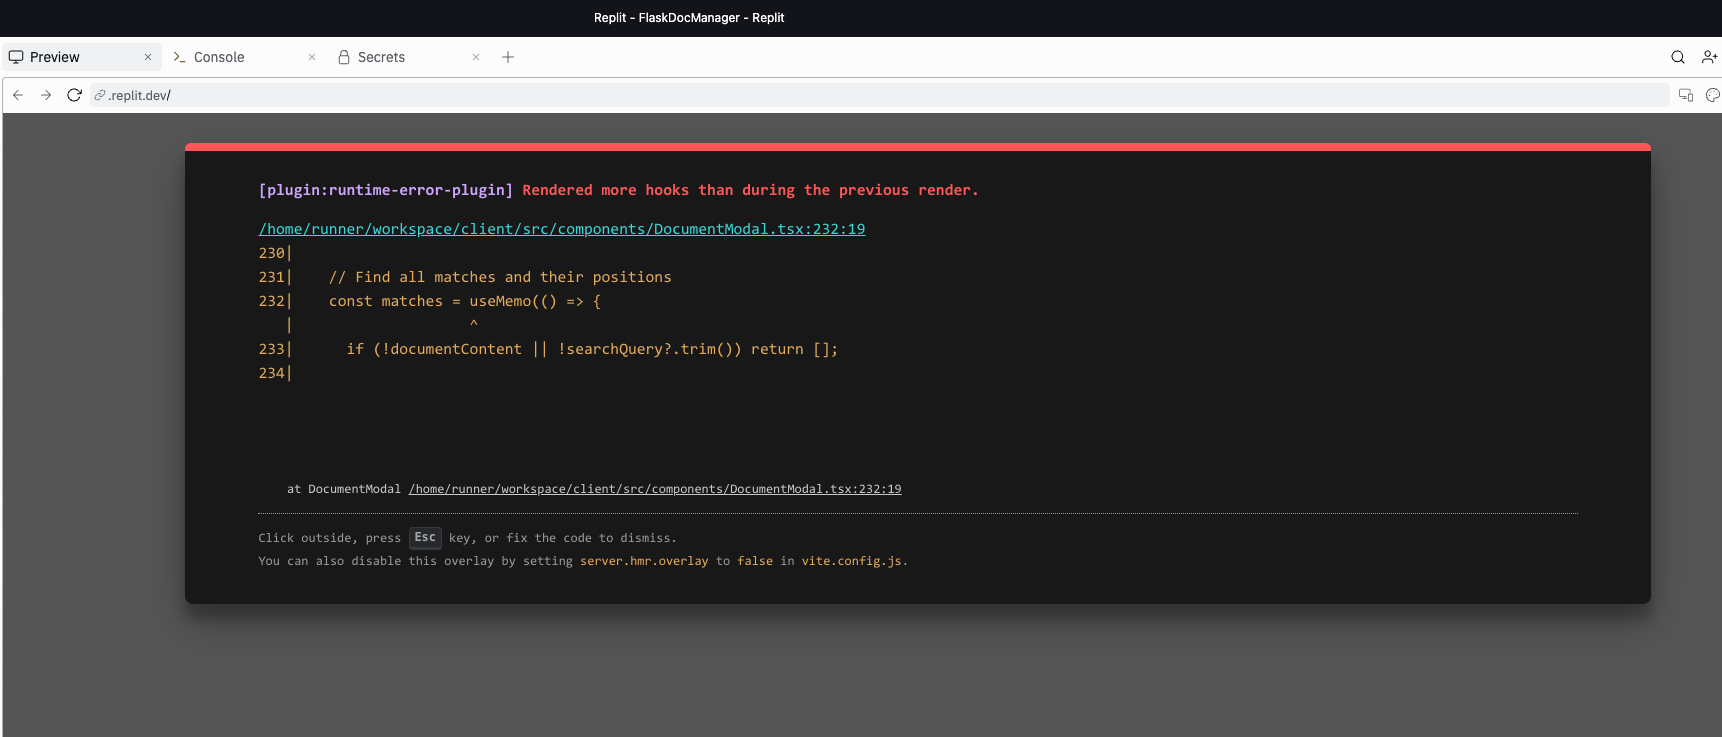 Replit - FlaskDocManager - Replit
Preview × >_ Console × Secrets × +
.replit.dev/
[plugin:runtime-error-plugin] Rendered more hooks than during the previous render.
/home/runner/workspace/client/src/components/DocumentModal.tsx:232:19
230|
231|    // Find all matches and their positions
232|    const matches = useMemo(() => {
   |                    ^
233|      if (!documentContent || !searchQuery?.trim()) return [];
234|
at DocumentModal /home/runner/workspace/client/src/components/DocumentModal.tsx:232:19
Click outside, press Esc key, or fix the code to dismiss.
You can also disable this overlay by setting server.hmr.overlay to false in vite.config.js.